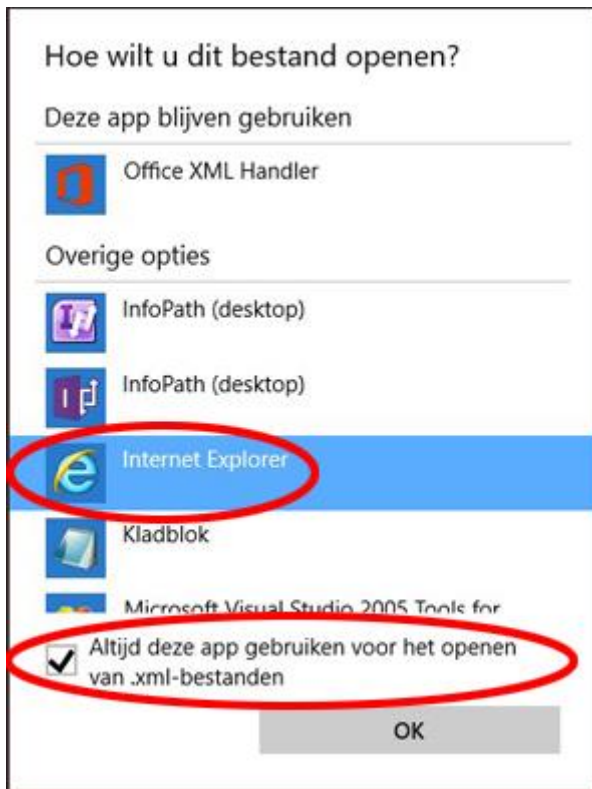 Hoe wilt u dit bestand openen?
Deze app blijven gebruiken
Office XML Handler
Overige opties
InfoPath (desktop)
InfoPath (desktop)
Internet Explorer
Kladblok
Microsoft Visual Studio 2005 Tools for
Altijd deze app gebruiken voor het openen
van .xml-bestanden
OK